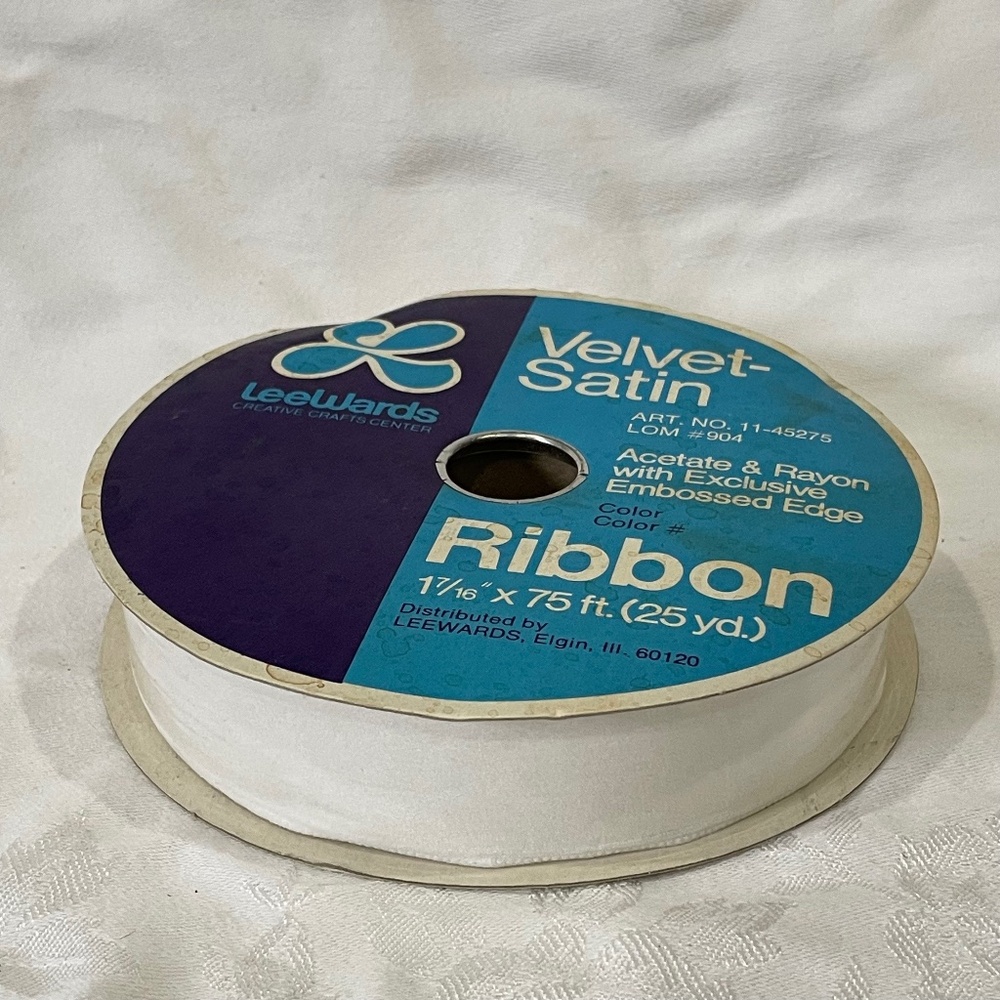 LeeWards
CREATIVE CRAFTS CENTER
Velvet-
Satin
ART. NO. 11-45275
LOM #904
Acetate & Rayon
with Exclusive
Embossed Edge
Color
Color #
Ribbon
1 7/16" x 75 ft. (25 yd.)
Distributed by
LEEWARDS, Elgin, Ill. 60120